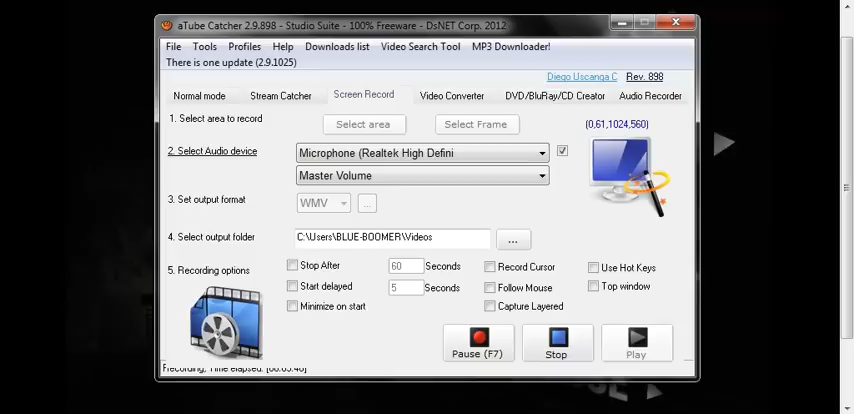 aTube Catcher 2.9.898 - Studio Suite - 100% Freeware - DsNET Corp. 2012
File Tools Profiles Help Downloads list Video Search Tool MP3 Downloader!
There is one update (2.9.1025)
Diego Uscanga C Rev. 898
Normal mode Stream Catcher Screen Record Video Converter DVD/BluRay/CD Creator Audio Recorder
1. Select area to record Select area Select Frame (0,61,1024,560)
2. Select Audio device Microphone (Realtek High Defini
Master Volume
3. Set output format WMV ...
4. Select output folder C:\Users\BLUE-BOOMER\Videos ...
5. Recording options Stop After 60 Seconds Record Cursor Use Hot Keys
Start delayed 5 Seconds Follow Mouse Top window
Minimize on start Capture Layered
Pause (F7) Stop Play
Time elapsed: